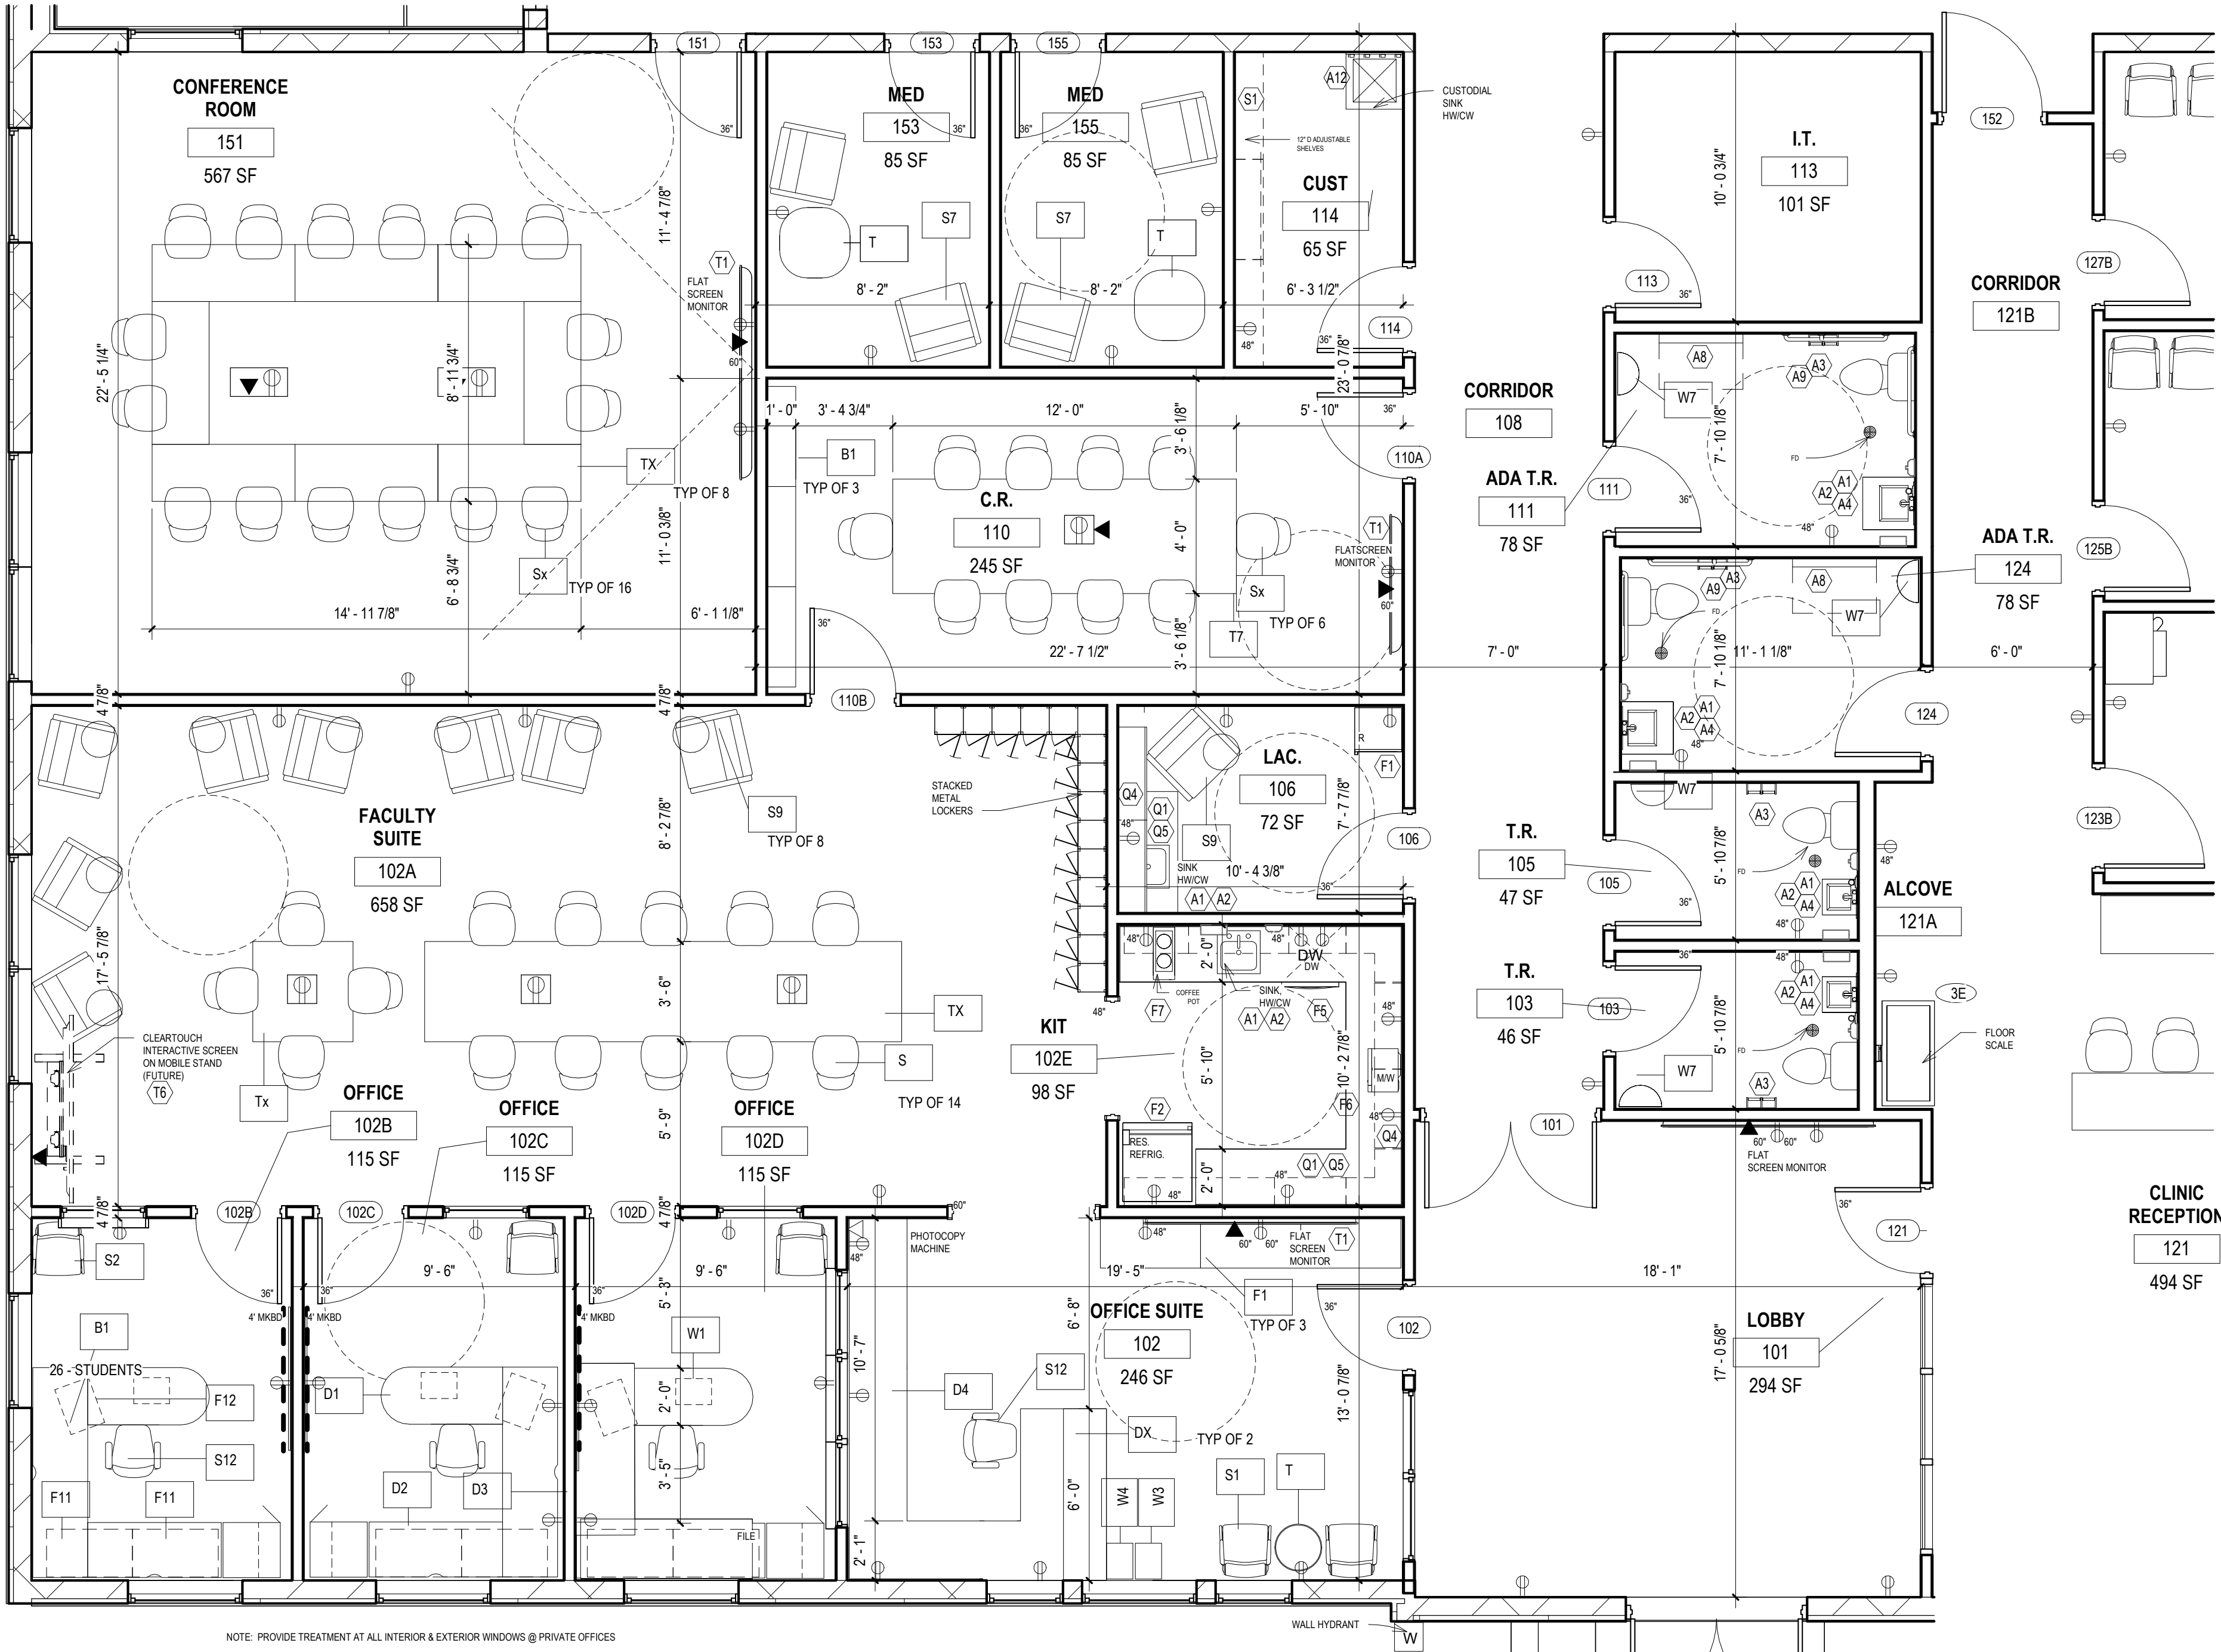 151
153
155
152
CONFERENCE
ROOM
151
567 SF
36"
MED
153
85 SF
36"
MED
155
85 SF
36"
S1
A12
CUSTODIAL
SINK
HW/CW
12" D ADJUSTABLE
SHELVES
CUST
114
65 SF
I.T.
113
101 SF
10' - 0 3/4"
11' - 4 7/8"
S7
T
S7
T
T1
FLAT
SCREEN
MONITOR
60"
8' - 2"
8' - 2"
6' - 3 1/2"
48"
36"
114
23' - 0 7/8"
113
36"
CORRIDOR
121B
127B
22' - 5 1/4"
8' - 11 3/4"
TX
TYP OF 8
11' - 0 3/8"
6' - 8 3/4"
Sx
TYP OF 16
14' - 11 7/8"
6' - 1 1/8"
1' - 0"
3' - 4 3/4"
12' - 0"
5' - 10"
36"
B1
TYP OF 3
C.R.
110
245 SF
3' - 6 1/8"
4' - 0"
3' - 6 1/8"
110A
T1
FLATSCREEN
MONITOR
60"
Sx
TYP OF 6
T7
22' - 7 1/2"
36"
110B
CORRIDOR
108
ADA T.R.
111
78 SF
111
36"
A8
A3
A9
W7
7' - 10 1/8"
FD
A1
A2
A4
48"
ADA T.R.
124
78 SF
125B
A9
A3
A8
W7
FD
7' - 10 1/8"
11' - 1 1/8"
7' - 0"
6' - 0"
A1
A2
A4
48"
124
4 7/8"
4 7/8"
FACULTY
SUITE
102A
658 SF
8' - 2 7/8"
S9
TYP OF 8
STACKED
METAL
LOCKERS
LAC.
106
72 SF
Q4
48"
Q1
Q5
S9
SINK
HW/CW
A1
A2
R
F1
7' - 7 7/8"
10' - 4 3/8"
36"
106
W7
A3
T.R.
105
47 SF
105
36"
5' - 10 7/8"
FD
A1
A2
A4
48"
48"
ALCOVE
121A
123B
17' - 5 7/8"
3' - 6"
TX
S
TYP OF 14
5' - 9"
CLEARTOUCH
INTERACTIVE SCREEN
ON MOBILE STAND
(FUTURE)
T6
Tx
KIT
102E
98 SF
48"
48"
2' - 0"
DW
DW
COFFEE
POT
F7
SINK,
HW/CW
A1
A2
F5
48"
48"
M/W
5' - 10"
10' - 2 7/8"
F6
48"
Q4
F2
RES.
REFRIG.
Q1
Q5
48"
48"
2' - 0"
T.R.
103
46 SF
103
36"
48"
A1
A2
A4
5' - 10 7/8"
FD
W7
A3
3E
FLOOR
SCALE
101
60"
60"
FLAT
SCREEN MONITOR
OFFICE
102B
115 SF
OFFICE
102C
115 SF
OFFICE
102D
115 SF
4 7/8"
102B
102C
102D
4 7/8"
60"
CLINIC
RECEPTION
121
494 SF
36"
121
S2
9' - 6"
9' - 6"
PHOTOCOPY
MACHINE
48"
48"
60"
60"
FLAT
SCREEN
MONITOR
T1
36"
4' MKBD
36"
4' MKBD
36"
4' MKBD
5' - 3"
19' - 5"
F1
TYP OF 3
36"
102
18' - 1"
B1
26 - STUDENTS
F12
D1
W1
10' - 7"
6' - 8"
OFFICE SUITE
102
246 SF
LOBBY
101
294 SF
17' - 0 5/8"
D4
S12
2' - 0"
DX
TYP OF 2
13' - 0 7/8"
S12
F11
F11
D2
D3
3' - 5"
FILE
2' - 1"
6' - 0"
W4
W3
S1
T
WALL HYDRANT
W
NOTE: PROVIDE TREATMENT AT ALL INTERIOR & EXTERIOR WINDOWS @ PRIVATE OFFICES